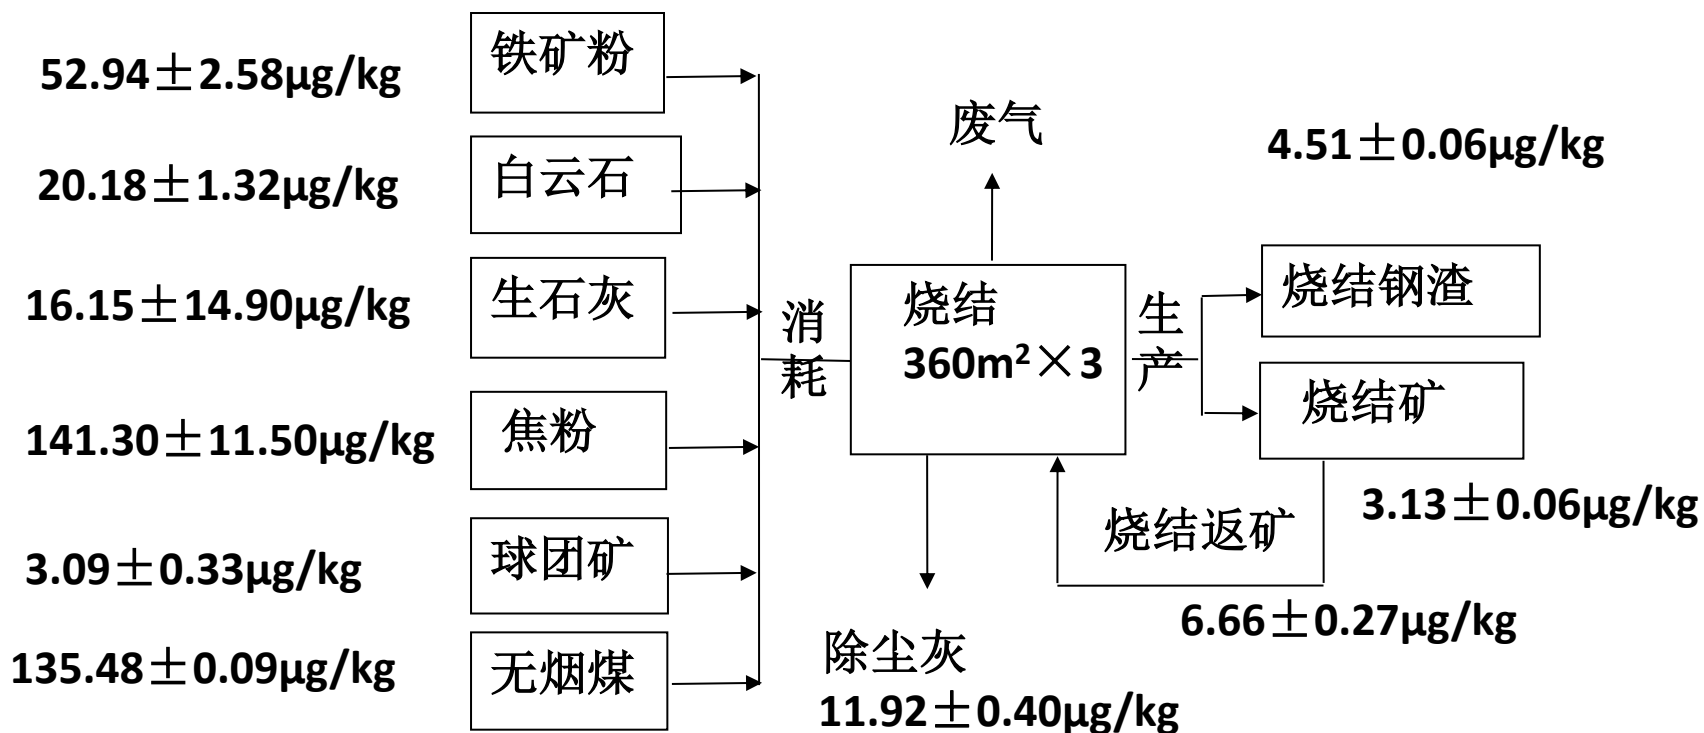 52.94±2.58μg/kg
铁矿粉
20.18±1.32μg/kg
白云石
16.15±14.90μg/kg
生石灰
141.30±11.50μg/kg
焦粉
3.09±0.33μg/kg
球团矿
135.48±0.09μg/kg
无烟煤
消耗
废气
烧结
360m²×3
除尘灰
11.92±0.40μg/kg
生产
4.51±0.06μg/kg
烧结钢渣
烧结矿
3.13±0.06μg/kg
烧结返矿
6.66±0.27μg/kg